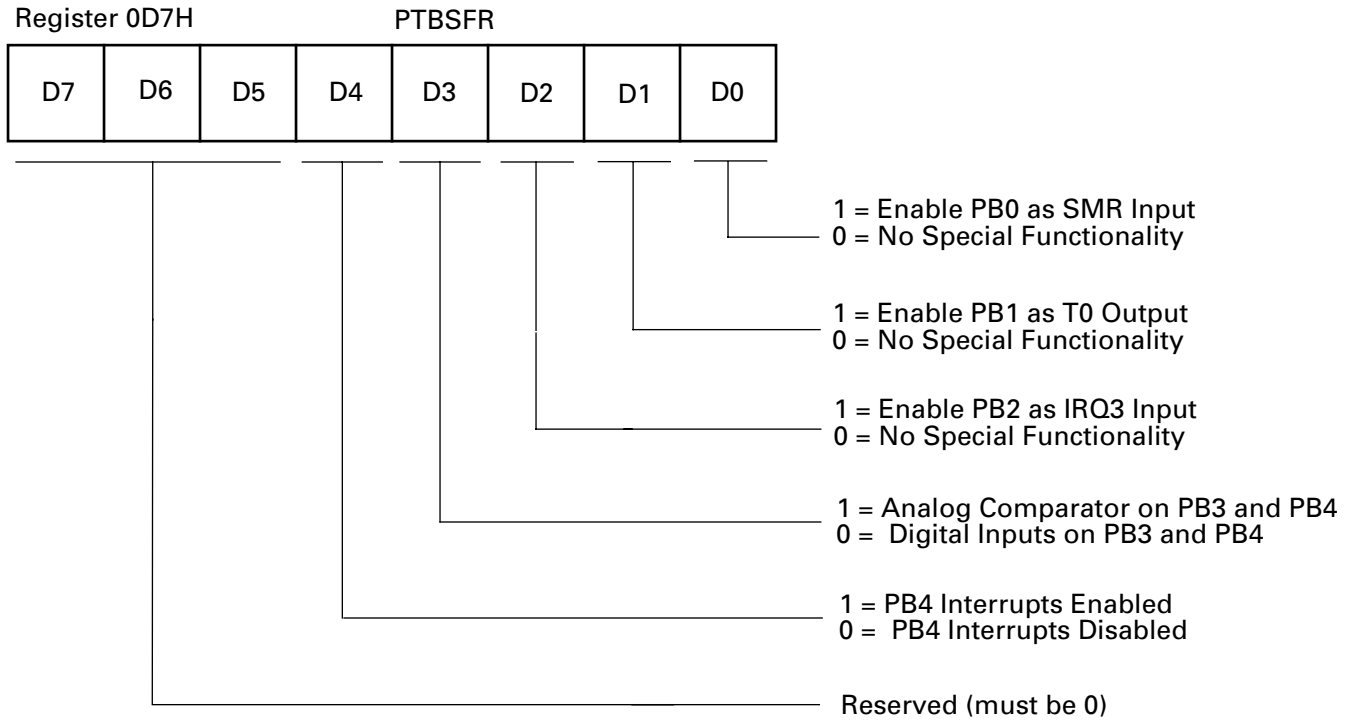 Register 0D7H PTBSFR
D7 D6 D5 D4 D3 D2 D1 D0
1 = Enable PB0 as SMR Input
0 = No Special Functionality
1 = Enable PB1 as T0 Output
0 = No Special Functionality
1 = Enable PB2 as IRQ3 Input
0 = No Special Functionality
1 = Analog Comparator on PB3 and PB4
0 = Digital Inputs on PB3 and PB4
1 = PB4 Interrupts Enabled
0 = PB4 Interrupts Disabled
Reserved (must be 0)